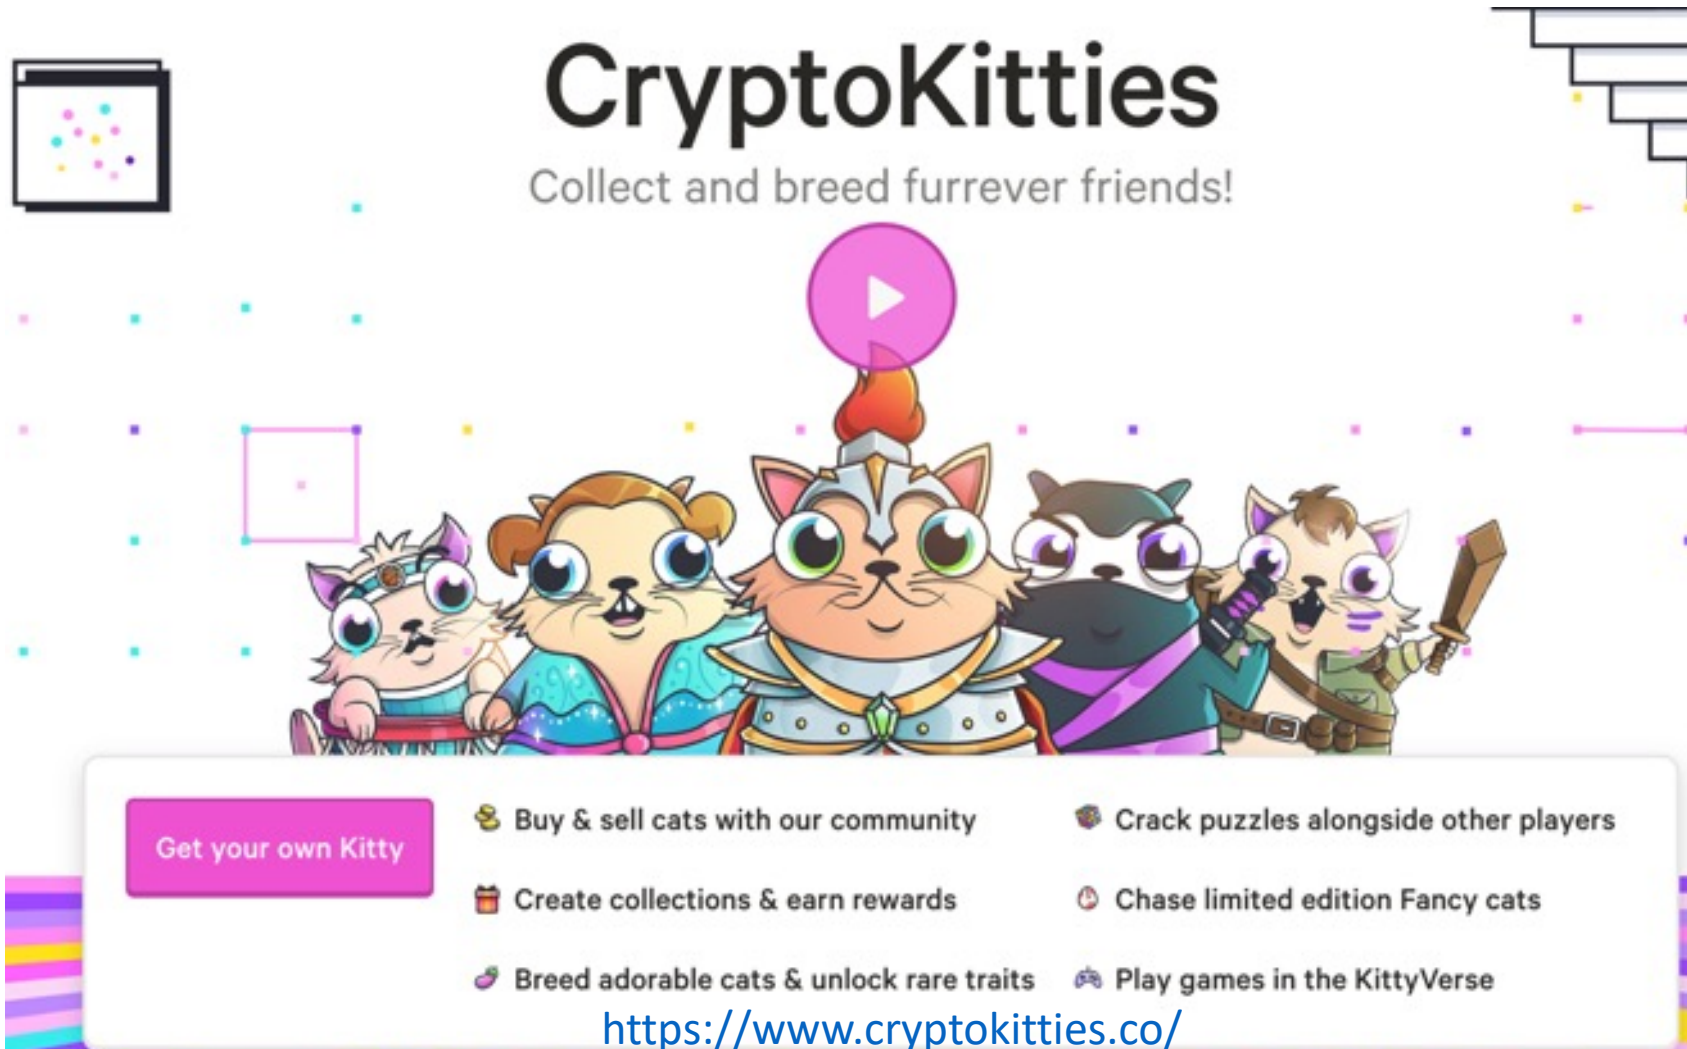 CryptoKitties
Collect and breed furrever friends!
Get your own Kitty
Buy & sell cats with our community
Create collections & earn rewards
Breed adorable cats & unlock rare traits
Crack puzzles alongside other players
Chase limited edition Fancy cats
Play games in the KittyVerse
https://www.cryptokitties.co/